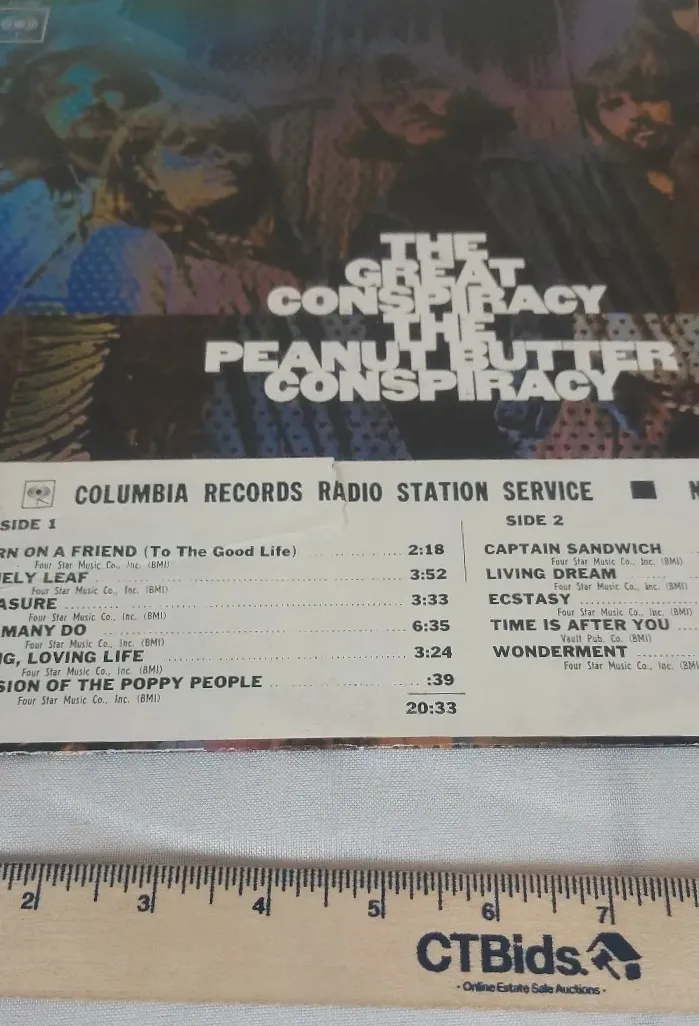 THE
GREAT
CONSPIRACY
THE
PEANUT BUTTER
CONSPIRACY
COLUMBIA RECORDS RADIO STATION SERVICE ■ N
SIDE 1
RN ON A FRIEND (To The Good Life) 2:18
Four Star Music Co., Inc. (BMI)
ELY LEAF 3:52
Four Star Music Co., Inc. (BMI)
ASURE 3:33
Four Star Music Co., Inc. (BMI)
MANY DO 6:35
Four Star Music Co., Inc. (BMI)
NG, LOVING LIFE 3:24
Four Star Music Co., Inc. (BMI)
SION OF THE POPPY PEOPLE :39
Four Star Music Co., Inc. (BMI)
20:33
SIDE 2
CAPTAIN SANDWICH
Four Star Music Co., Inc. (BMI)
LIVING DREAM
Four Star Music Co., Inc. (BMI)
ECSTASY
Four Star Music Co., Inc. (BMI)
TIME IS AFTER YOU
Vault Pub. Co. (BMI)
WONDERMENT
Four Star Music Co., Inc. (BMI
2 3 4 5 6 7
CTBids.
- Online Estate Sale Auctions -